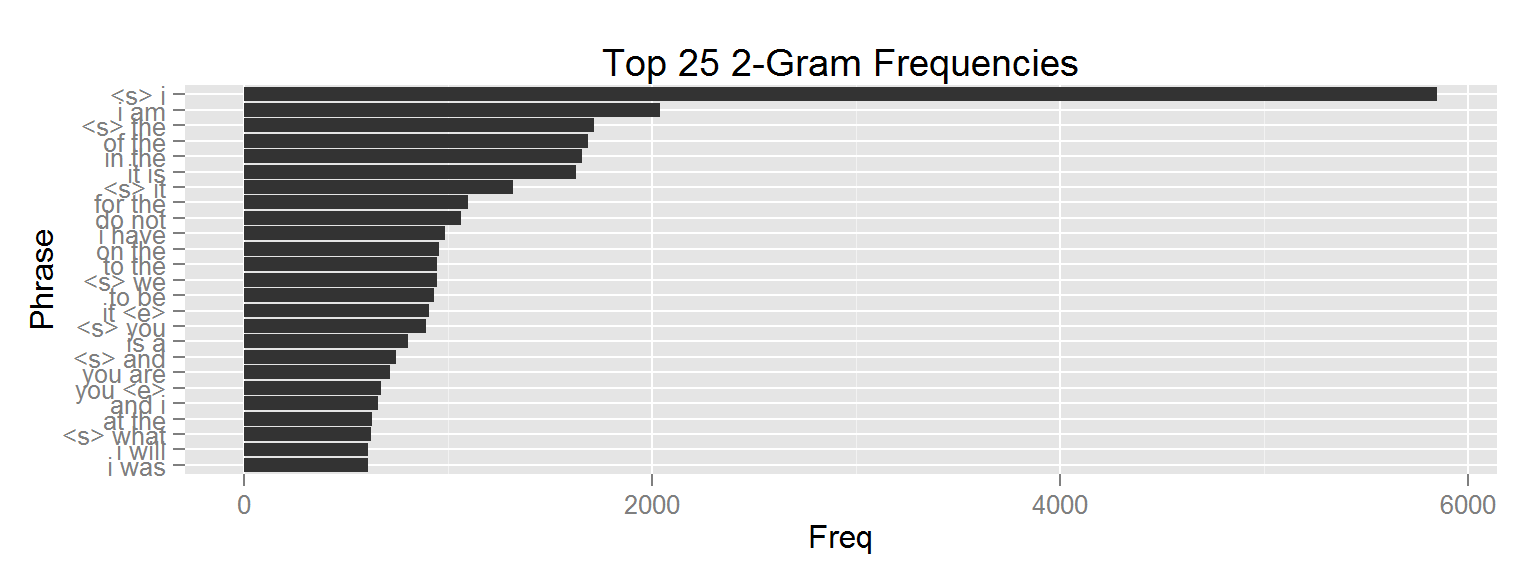 Top 25 2-Gram Frequencies
Phrase
<s> i
i am
<s> the
of the
in the
it is
<s> it
for the
do not
i have
on the
to the
<s> we
to be
it <e>
<s> you
is a
<s> and
you are
you <e>
and i
at the
<s> what
i will
i was
0 2000 4000 6000
Freq